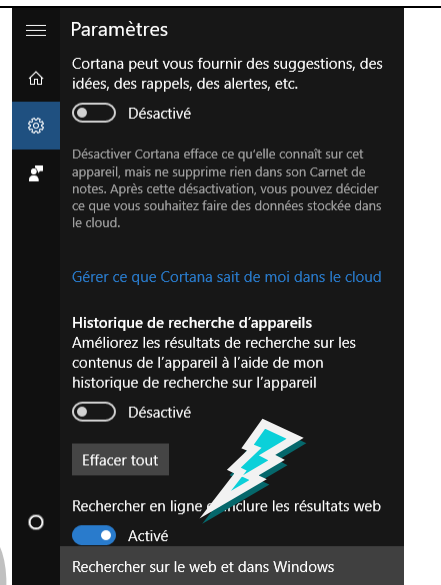 Paramètres
Cortana peut vous fournir des suggestions, des
idées, des rappels, des alertes, etc.
Désactivé
Désactiver Cortana efface ce qu'elle connaît sur cet
appareil, mais ne supprime rien dans son Carnet de
notes. Après cette désactivation, vous pouvez décider
ce que vous souhaitez faire des données stockée dans
le cloud.
Gérer ce que Cortana sait de moi dans le cloud
Historique de recherche d'appareils
Améliorez les résultats de recherche sur les
contenus de l'appareil à l'aide de mon
historique de recherche sur l'appareil
Désactivé
Effacer tout
Rechercher en ligne les résultats web
Activé
Rechercher sur le web et dans Windows